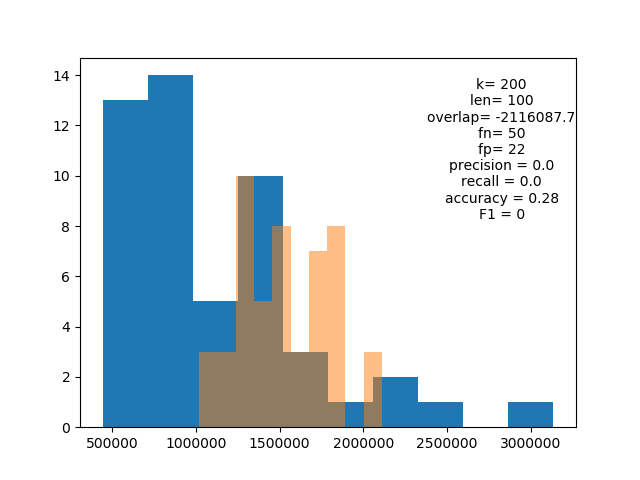 14
12
10
8
6
4
2
0
k= 200
len= 100
overlap= -2116087.7
fn= 50
fp= 22
precision = 0.0
recall = 0.0
accuracy = 0.28
F1 = 0
500000 1000000 1500000 2000000 2500000 3000000